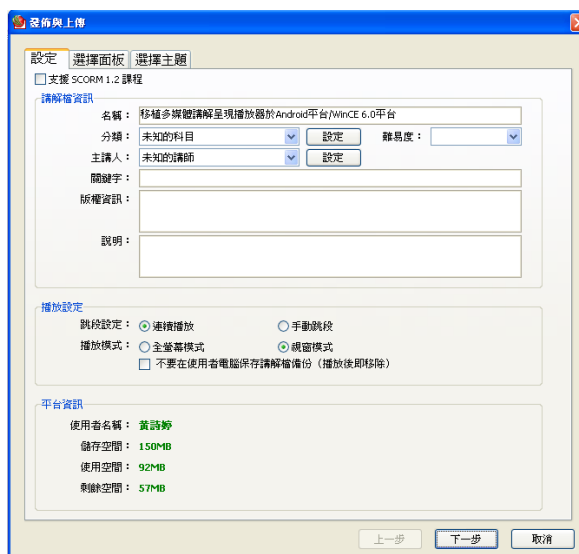 發佈與上傳
設定 選擇面板 選擇主題
支援 SCORM 1.2 課程
講解檔資訊
名稱： 移植多媒體講解呈現播放器於Android平台/WinCE 6.0平台
分類： 未知的科目 設定 難易度：
主講人： 未知的講師 設定
關鍵字：
版權資訊：
說明：
播放設定
跳段設定： 連續播放 手動跳段
播放模式： 全螢幕模式 視窗模式
不要在使用者電腦保存講解檔備份（播放後即移除）
平台資訊
使用者名稱： 黃詩婷
儲存空間： 150MB
使用空間： 92MB
剩餘空間： 57MB
上一步 下一步 取消